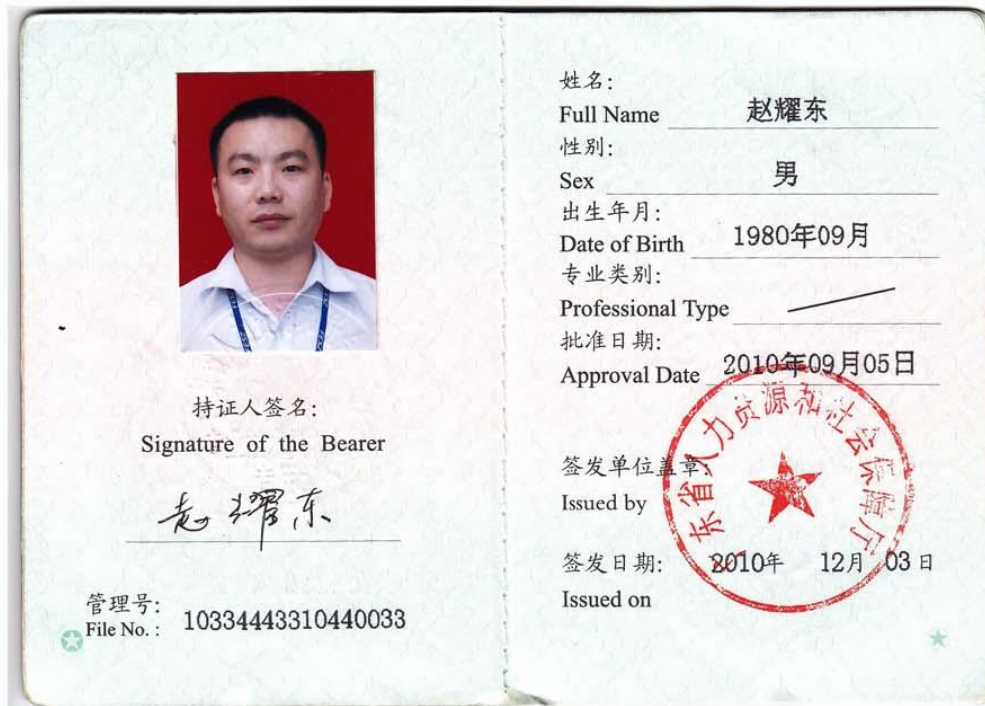 持证人签名:
Signature of the Bearer
赵耀东
管理号:
File No. :
10334443310440033
姓名:
Full Name 赵耀东
性别:
Sex 男
出生年月:
Date of Birth 1980年09月
专业类别:
Professional Type
批准日期:
Approval Date 2010年09月05日
签发单位盖章
Issued by
东省人力资源和社会保障厅
签发日期: 2010年 12月 03日
Issued on